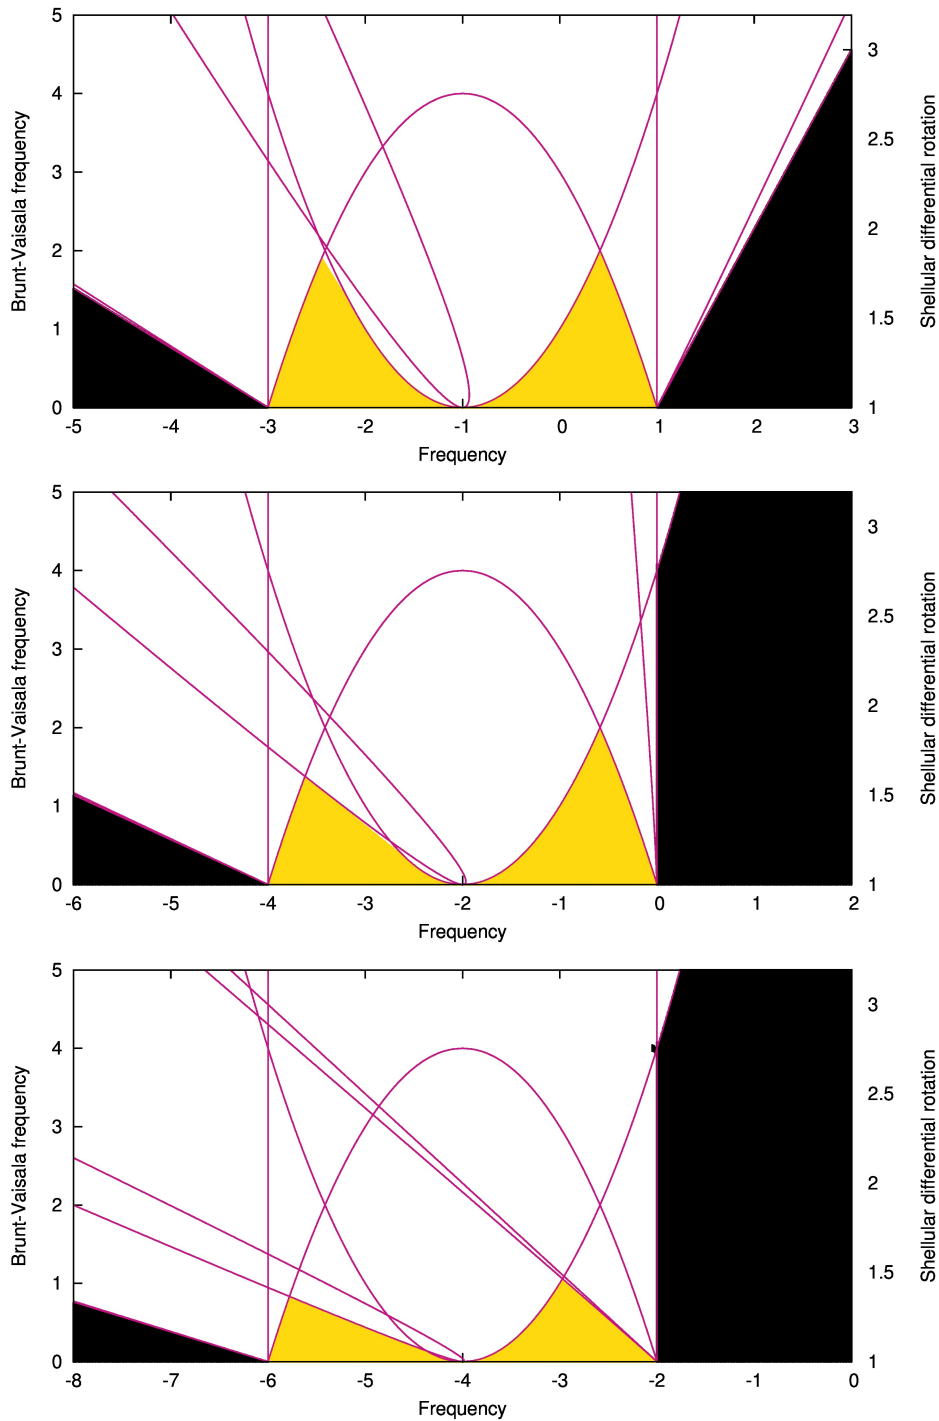 5
4
3
2
1
0
Brunt-Vaisala frequency
3
2.5
2
1.5
1
Shellular differential rotation
-5 -4 -3 -2 -1 0 1 2 3
Frequency
5
4
3
2
1
0
Brunt-Vaisala frequency
3
2.5
2
1.5
1
Shellular differential rotation
-6 -5 -4 -3 -2 -1 0 1 2
Frequency
5
4
3
2
1
0
Brunt-Vaisala frequency
3
2.5
2
1.5
1
Shellular differential rotation
-8 -7 -6 -5 -4 -3 -2 -1 0
Frequency